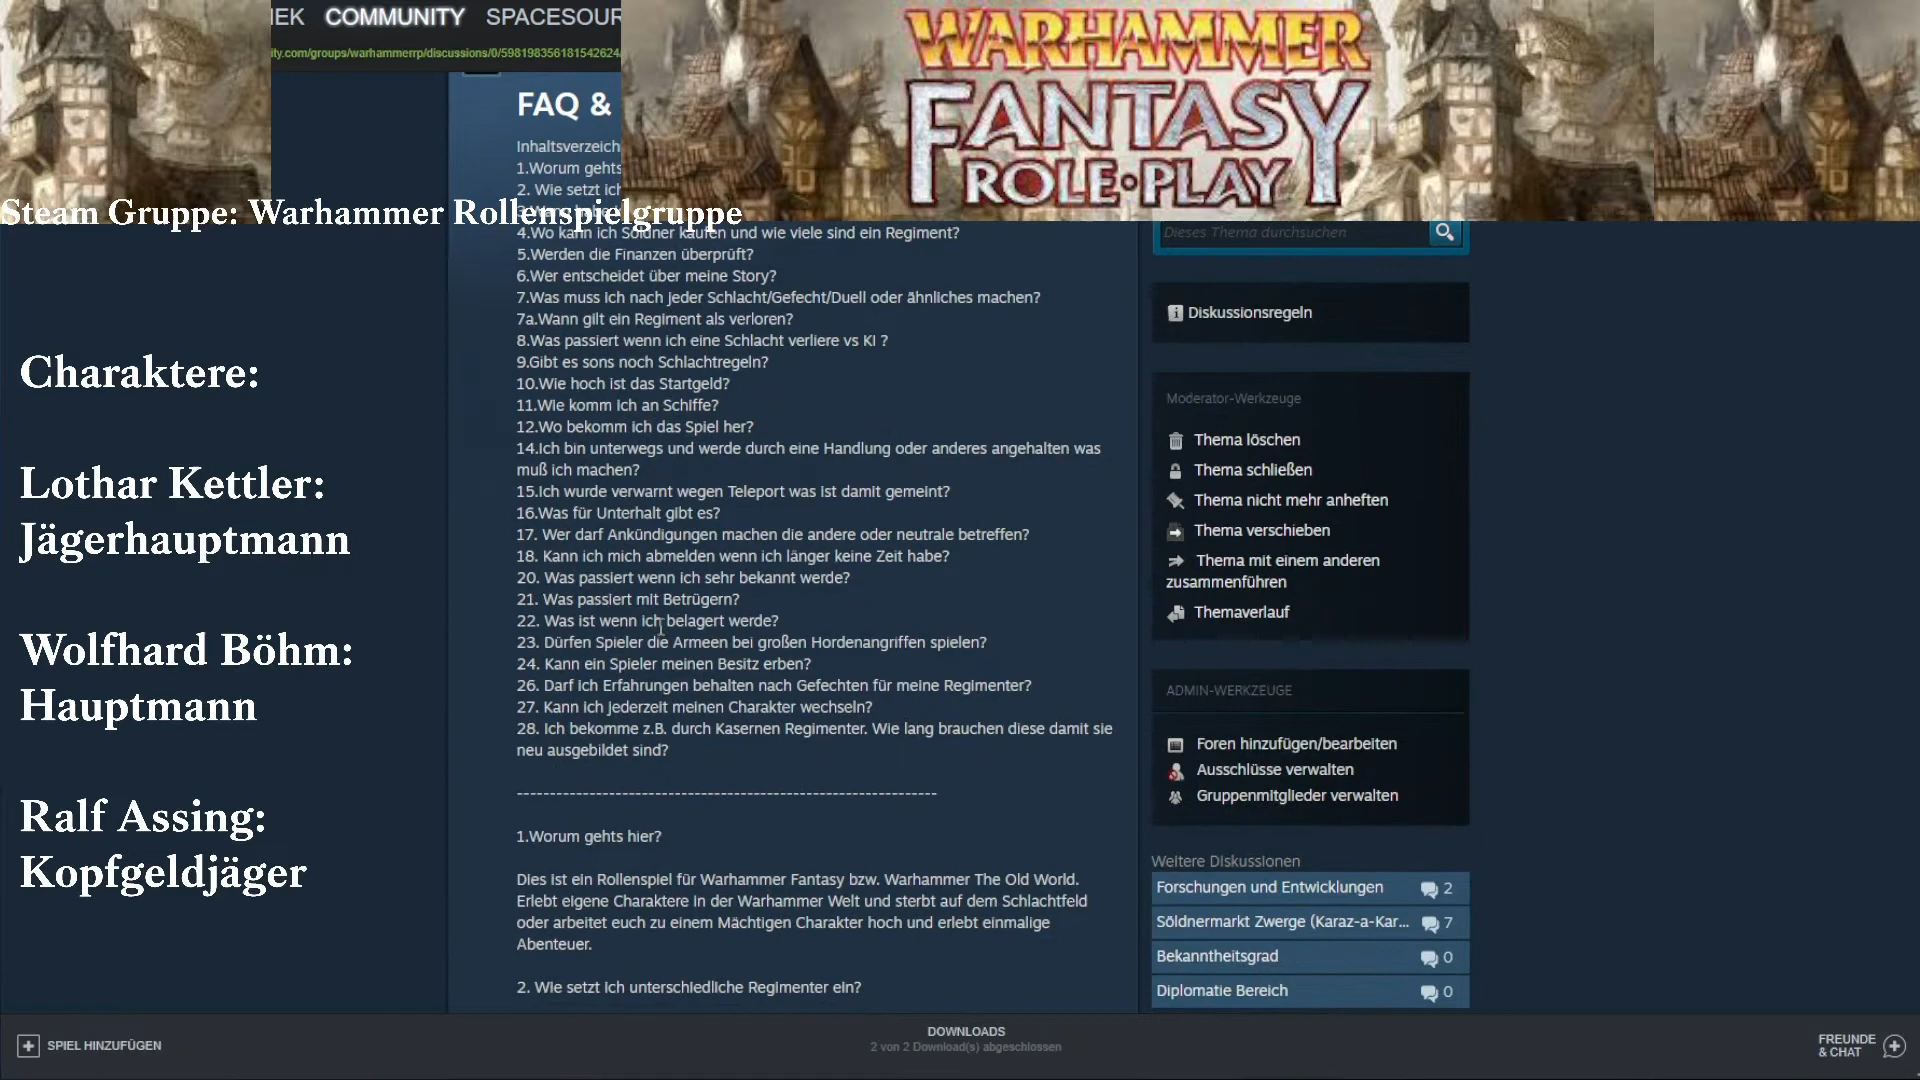 COMMUNITY
WARHAMMER
FANTASY
ROLE•PLAY
FAQ &
1.Worum gehts
2. Wie setzt ich
Steam Gruppe: Warhammer Rollenspielgruppe
4.Wo kann ich Söldner kaufen und wie viele sind ein Regiment?
5.Werden die Finanzen überprüft?
6.Wer entscheidet über meine Story?
7.Was muss ich nach jeder Schlacht/Gefecht/Duell oder ähnliches machen?
7a.Wann gilt ein Regiment als verloren?
8.Was passiert wenn ich eine Schlacht verliere vs KI ?
9.Gibt es sons noch Schlachtregeln?
10.Wie hoch ist das Startgeld?
11.Wie komm ich an Schiffe?
12.Wo bekomm ich das Spiel her?
14.Ich bin unterwegs und werde durch eine Handlung oder anderes angehalten was
muß ich machen?
15.Ich wurde verwarnt wegen Teleport was ist damit gemeint?
16.Was für Unterhalt gibt es?
17. Wer darf Ankündigungen machen die andere oder neutrale betreffen?
18. Kann ich mich abmelden wenn ich länger keine Zeit habe?
20. Was passiert wenn ich sehr bekannt werde?
21. Was passiert mit Betrügern?
22. Was ist wenn ich belagert werde?
23. Dürfen Spieler die Armeen bei großen Hordenangriffen spielen?
24. Kann ein Spieler meinen Besitz erben?
26. Darf ich Erfahrungen behalten nach Gefechten für meine Regimenter?
27. Kann ich jederzeit meinen Charakter wechseln?
28. Ich bekomme z.B. durch Kasernen Regimenter. Wie lang brauchen diese damit sie
neu ausgebildet sind?
----------------------------------------------------------------
1.Worum gehts hier?
Dies ist ein Rollenspiel für Warhammer Fantasy bzw. Warhammer The Old World.
Erlebt eigene Charaktere in der Warhammer Welt und sterbt auf dem Schlachtfeld
oder arbeitet euch zu einem Mächtigen Charakter hoch und erlebt einmalige
Abenteuer.
2. Wie setzt ich unterschiedliche Regimenter ein?
Charaktere:
Lothar Kettler:
Jägerhauptmann
Wolfhard Böhm:
Hauptmann
Ralf Assing:
Kopfgeldjäger
Dieses Thema durchsuchen
Diskussionsregeln
Moderator-Werkzeuge
Thema löschen
Thema schließen
Thema nicht mehr anheften
Thema verschieben
Thema mit einem anderen
zusammenführen
Themaverlauf
ADMIN-WERKZEUGE
Foren hinzufügen/bearbeiten
Ausschlüsse verwalten
Gruppenmitglieder verwalten
Weitere Diskussionen
Forschungen und Entwicklungen 2
Söldnermarkt Zwerge (Karaz-a-Kar... 7
Bekanntheitsgrad 0
Diplomatie Bereich 0
SPIEL HINZUFÜGEN
DOWNLOADS
2 von 2 Download(s) abgeschlossen
FREUNDE
& CHAT